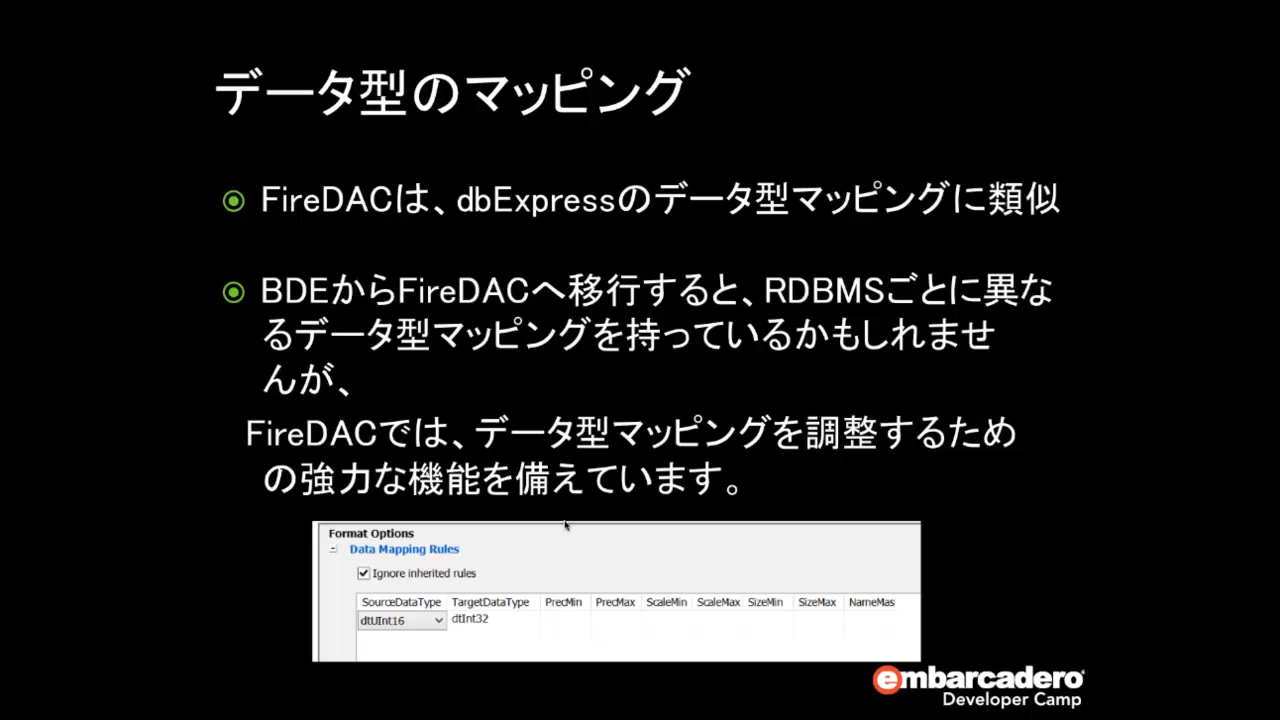 データ型のマッピング
FireDACは、dbExpressのデータ型マッピングに類似
BDEからFireDACへ移行すると、RDBMSごとに異な
るデータ型マッピングを持っているかもしれませ
んが、
FireDACでは、データ型マッピングを調整するため
の強力な機能を備えています。
Format Options
Data Mapping Rules
Ignore inherited rules
SourceDataType TargetDataType PrecMin PrecMax ScaleMin ScaleMax SizeMin SizeMax NameMas
dtUInt16 dtInt32
embarcadero
Developer Camp